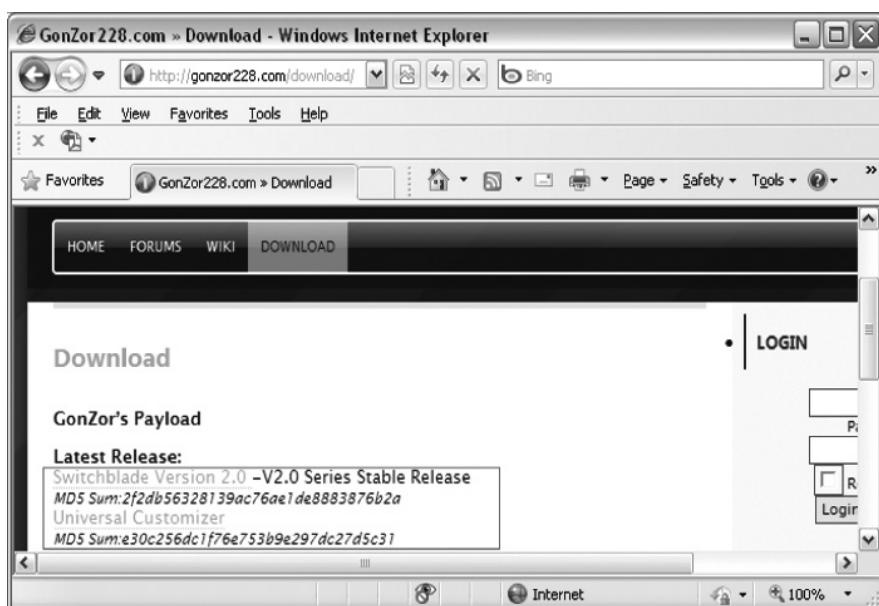 GonZor228.com » Download - Windows Internet Explorer
http://gonzor228.com/download/
Bing
File Edit View Favorites Tools Help
Favorites GonZor228.com » Download Page Safety Tools »
HOME FORUMS WIKI DOWNLOAD
Download
LOGIN
GonZor's Payload
Latest Release:
Switchblade Version 2.0 –V2.0 Series Stable Release
MD5 Sum:2f2db56328139ac76ae1de8883876b2a
Universal Customizer
MD5 Sum:e30c256dc1f76e753b9e297dc27d5c31
Login
Internet 100%